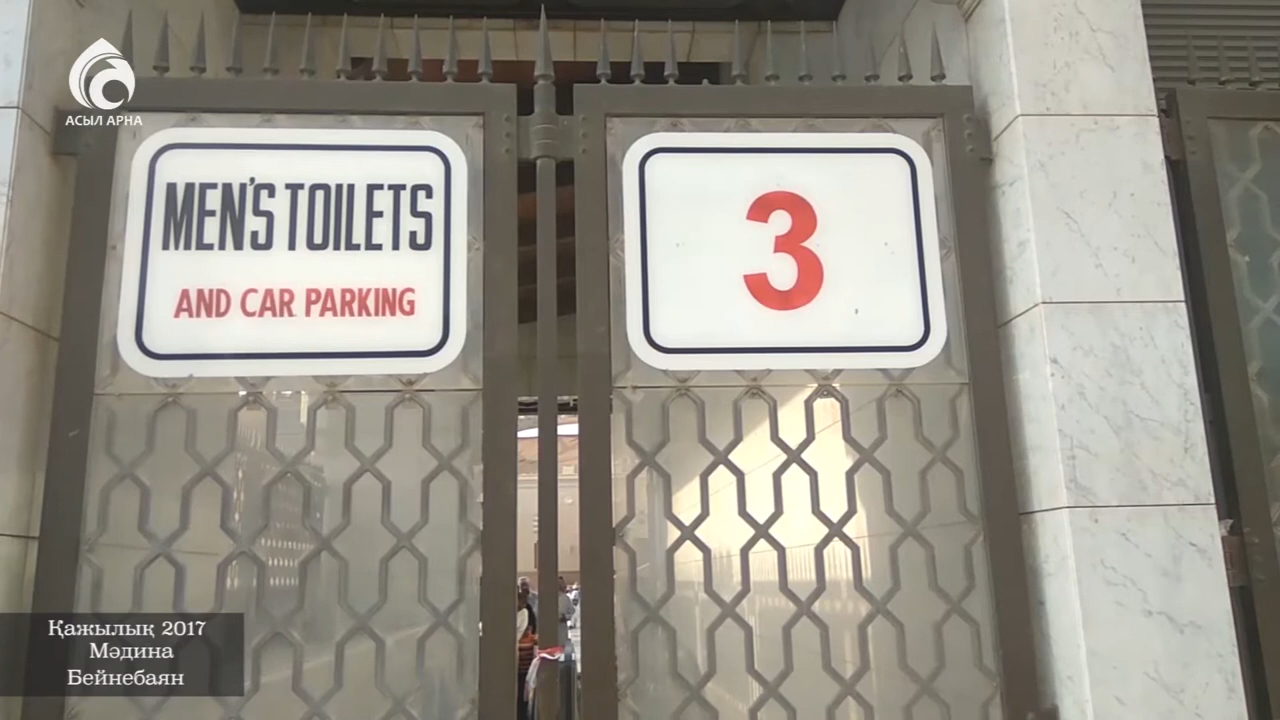 АСЫЛ АРНА
MEN'S TOILETS
AND CAR PARKING
3
Қажылық 2017
Мәдина
Бейнебаян